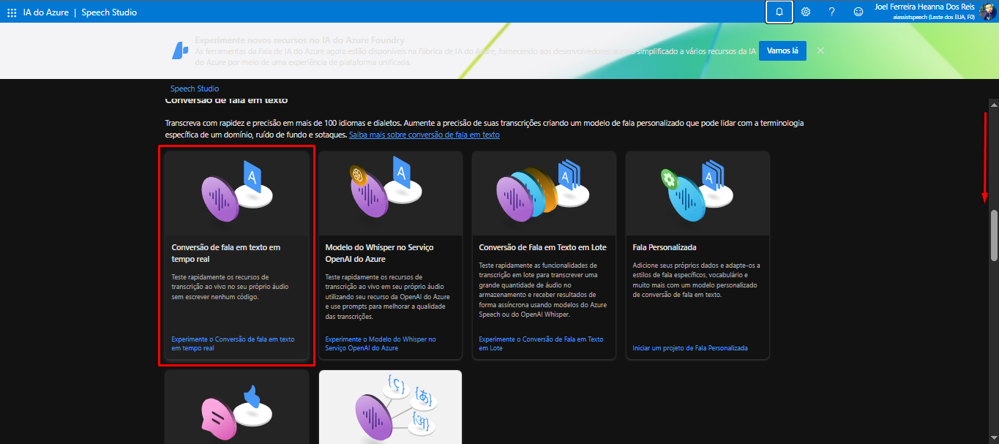 IA do Azure | Speech Studio
Joel Ferreira Heanna Dos Reis
aiassistspeech (Leste dos EUA, F0)
Experimente novos recursos no IA do Azure Foundry
As ferramentas da Fala de IA do Azure agora estão disponíveis na Fábrica de IA do Azure, fornecendo aos desenvolvedores acesso simplificado a vários recursos da IA
do Azure por meio de uma experiência de plataforma unificada.
Vamos lá
Speech Studio
Conversão de fala em texto
Transcreva com rapidez e precisão em mais de 100 idiomas e dialetos. Aumente a precisão de suas transcrições criando um modelo de fala personalizado que pode lidar com a terminologia
específica de um domínio, ruído de fundo e sotaques. Saiba mais sobre conversão de fala em texto
A
Conversão de fala em texto em
tempo real
Teste rapidamente os recursos de
transcrição ao vivo no seu próprio áudio
sem escrever nenhum código.
Experimente o Conversão de fala em texto
em tempo real
A
Modelo do Whisper no Serviço
OpenAI do Azure
Teste rapidamente os recursos de
transcrição ao vivo em seu próprio áudio
utilizando seu recurso da OpenAI do Azure
e use prompts para melhorar a qualidade
das transcrições.
Experimente o Modelo do Whisper no
Serviço OpenAI do Azure
A
Conversão de Fala em Texto em Lote
Teste rapidamente as funcionalidades de
transcrição em lote para transcrever uma
grande quantidade de áudio no
armazenamento e receber resultados de
forma assíncrona usando modelos do Azure
Speech ou do OpenAI Whisper.
Experimente o Conversão de Fala em Texto
em Lote
A
Fala Personalizada
Adicione seus próprios dados e adapte-os a
estilos de fala específicos, vocabulário e
muito mais com um modelo personalizado
de conversão de fala em texto.
Iniciar um projeto de Fala Personalizada
{ç}
{あ}
{अ}